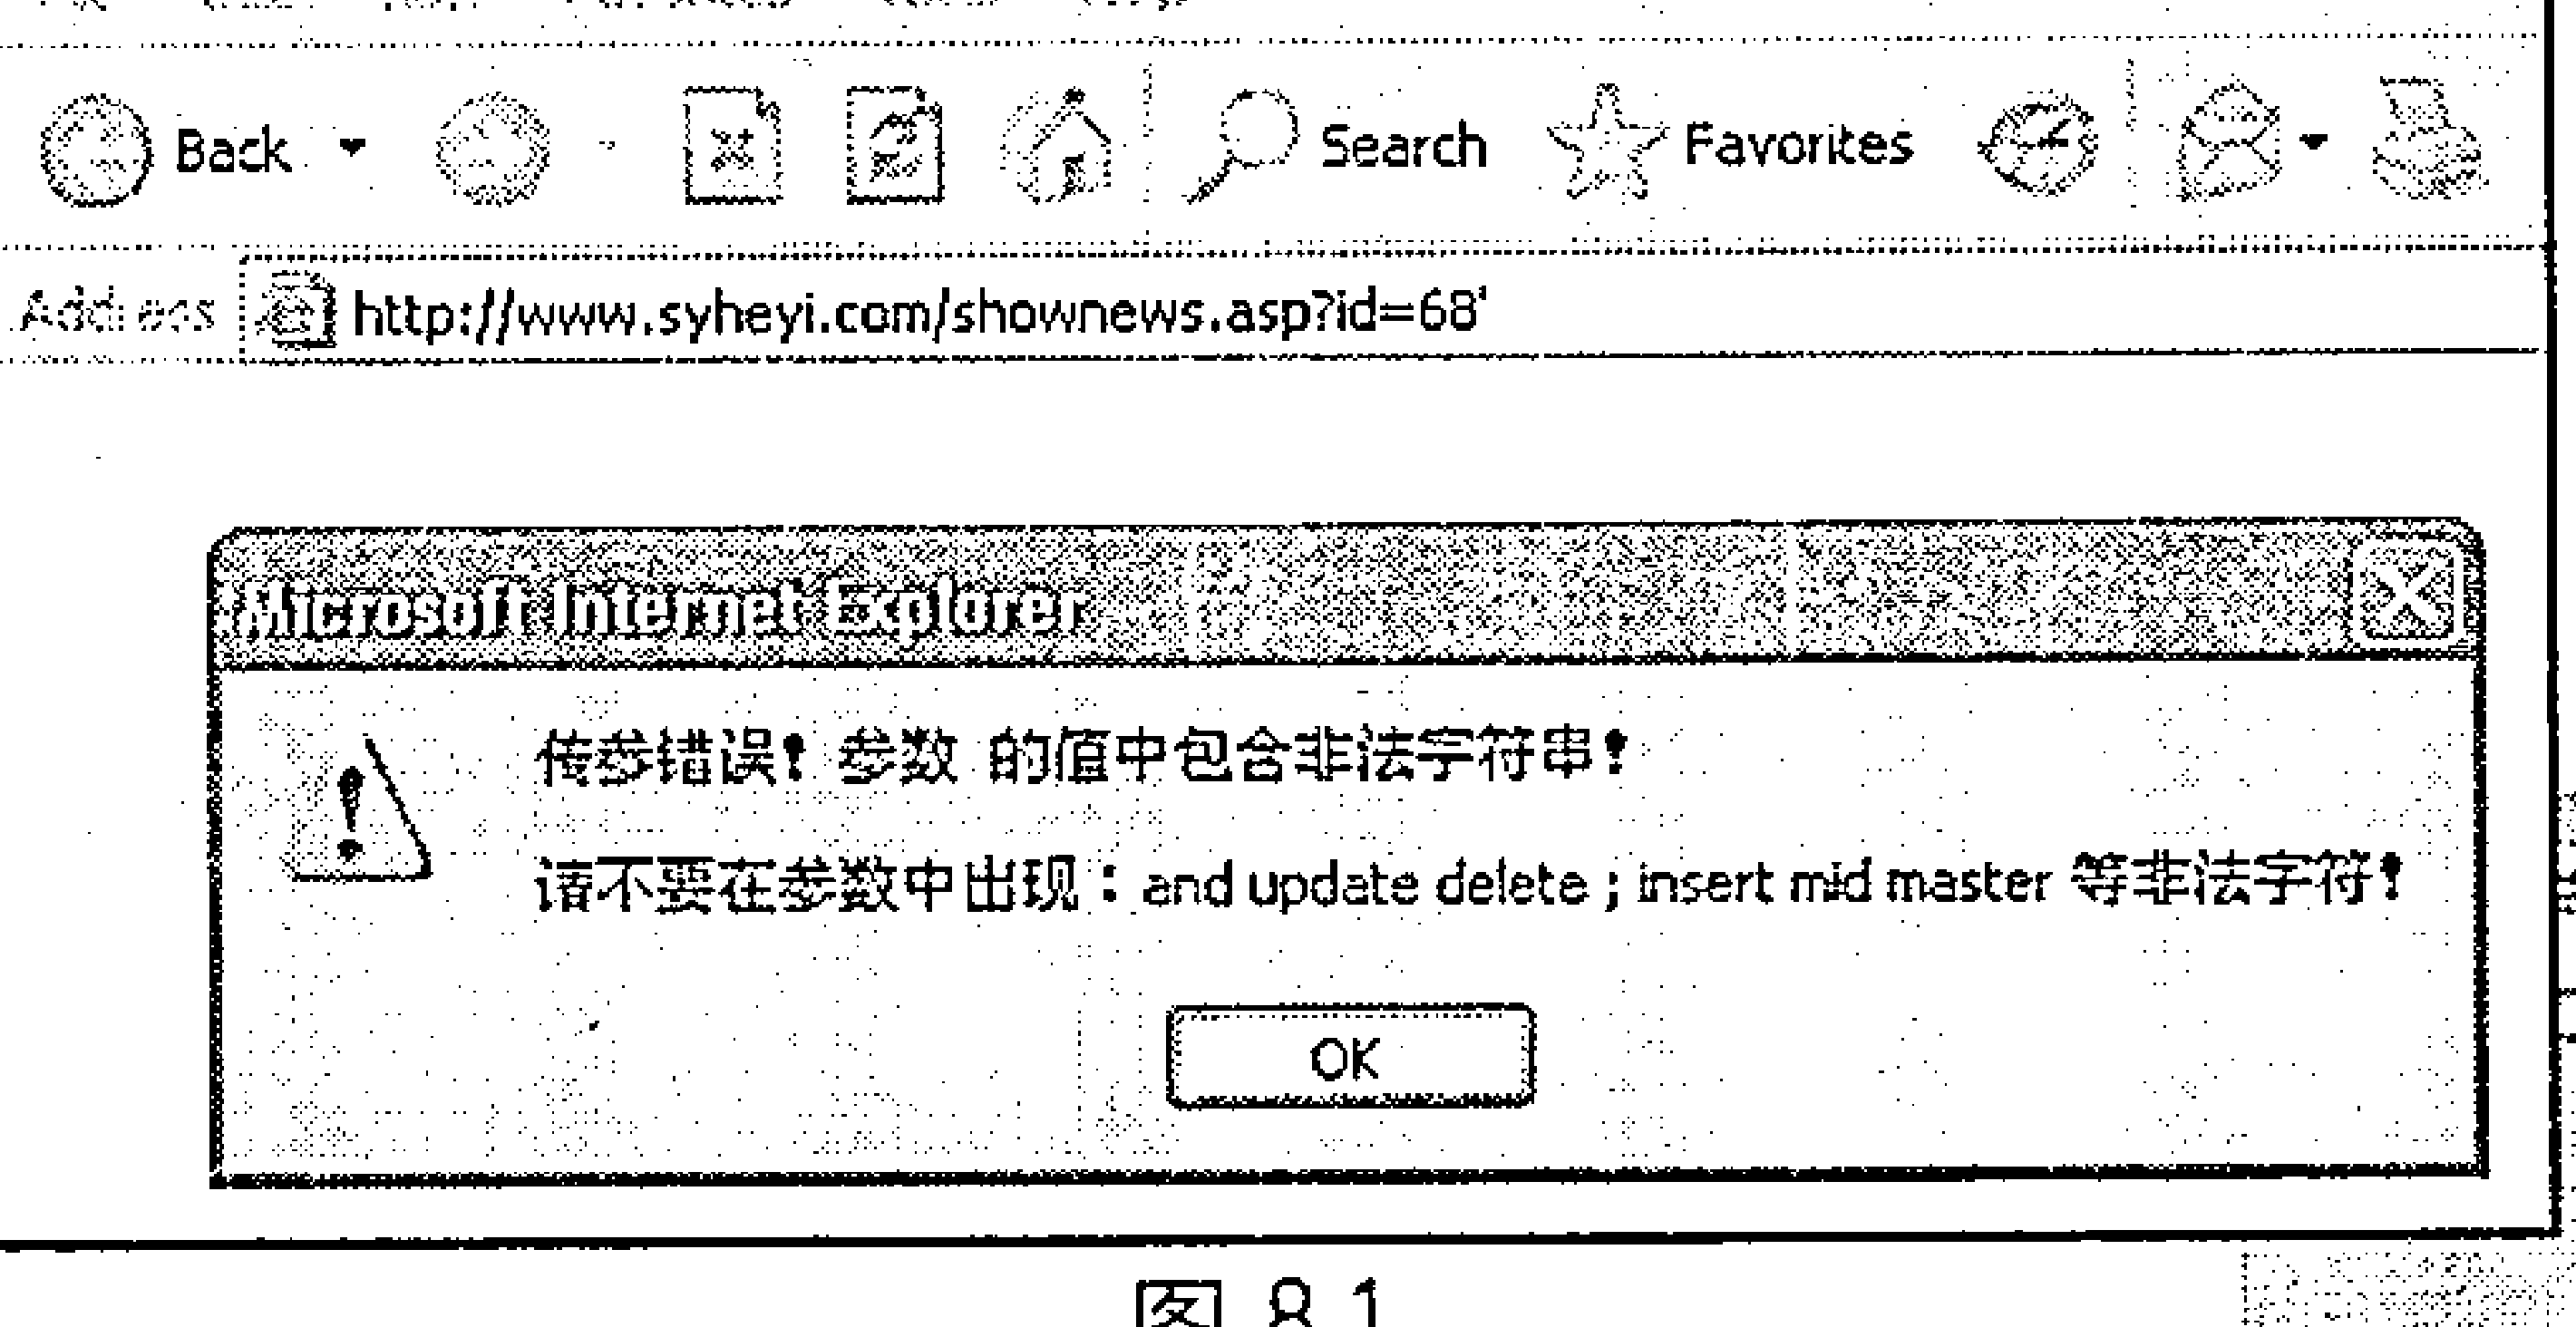 Back
Search
Favorites
Address
http://www.syheyi.com/shownews.asp?id=68'
Microsoft Internet Explorer
传参错误！ 参数 的值中包含非法字符串！
请不要在参数中出现：and update delete ; insert mid master 等非法字符！
OK
图 8 1